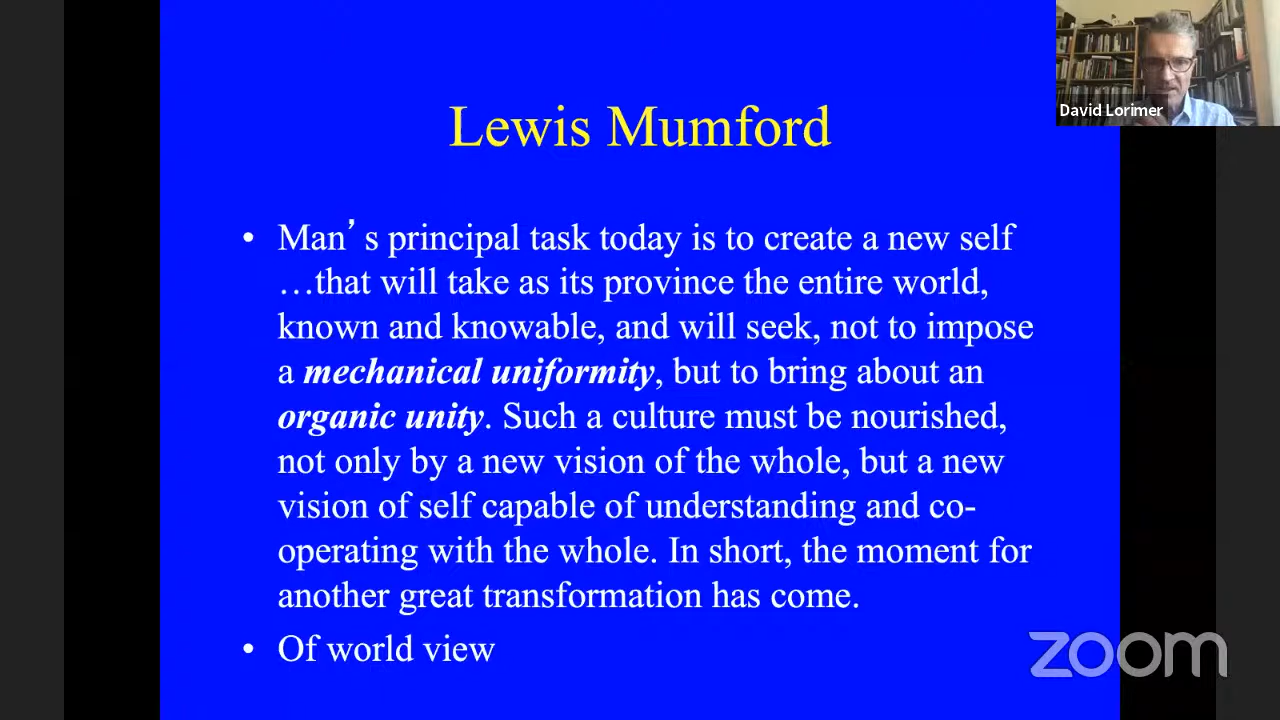 David Lorimer
Lewis Mumford
• Man’s principal task today is to create a new self
…that will take as its province the entire world,
known and knowable, and will seek, not to impose
a mechanical uniformity, but to bring about an
organic unity. Such a culture must be nourished,
not only by a new vision of the whole, but a new
vision of self capable of understanding and co-
operating with the whole. In short, the moment for
another great transformation has come.
• Of world view
zoom